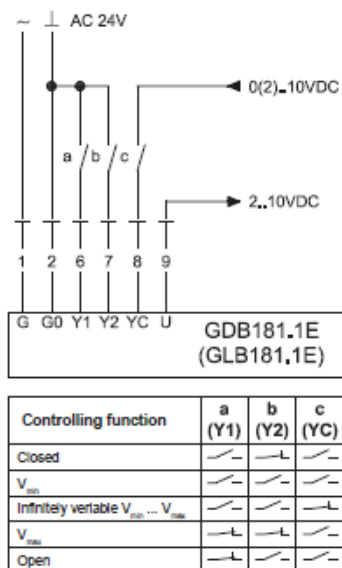 ~ ⊥ AC 24V
0(2)..10VDC
a b c
2..10VDC
1 2 6 7 8 9
G G0 Y1 Y2 YC U
GDB181.1E
(GLB181.1E)
Controlling function a (Y1) b (Y2) c (YC)
Closed
Vmin
Infinitely veriable Vmin ... Vmax
Vmax
Open